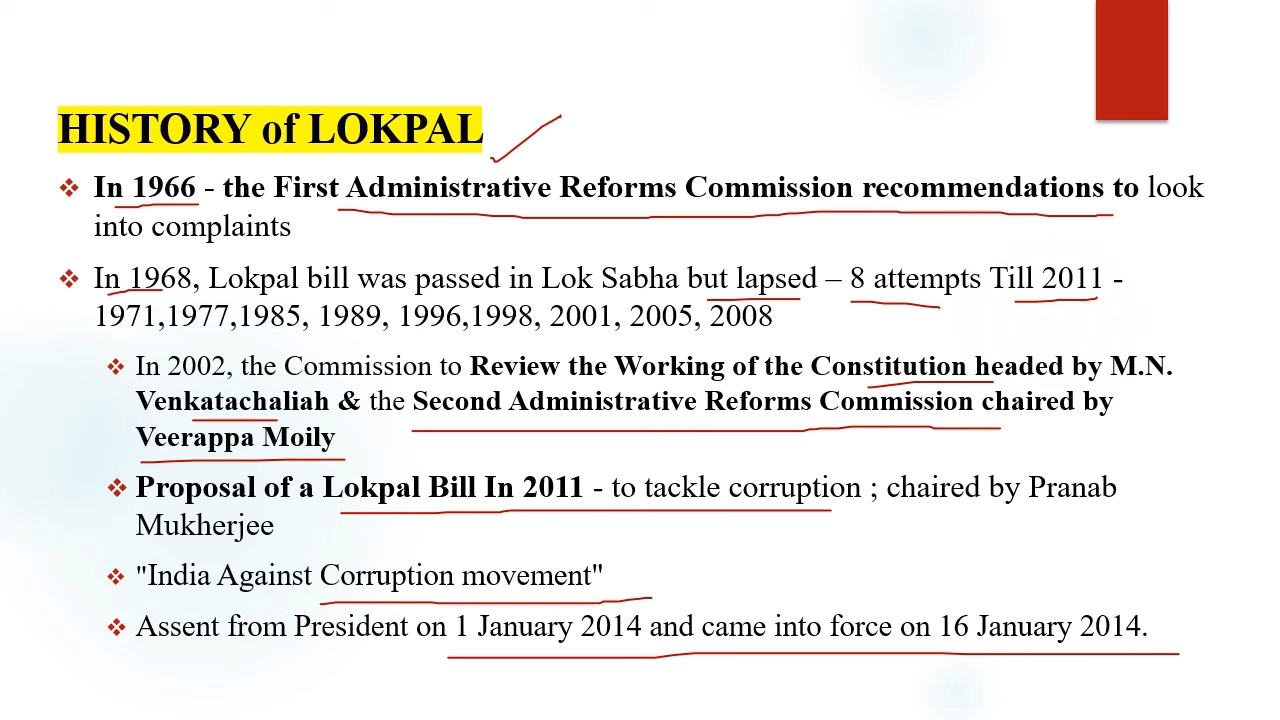 HISTORY of LOKPAL
In 1966 - the First Administrative Reforms Commission recommendations to look
into complaints
In 1968, Lokpal bill was passed in Lok Sabha but lapsed – 8 attempts Till 2011 -
1971,1977,1985, 1989, 1996,1998, 2001, 2005, 2008
In 2002, the Commission to Review the Working of the Constitution headed by M.N.
Venkatachaliah & the Second Administrative Reforms Commission chaired by
Veerappa Moily
Proposal of a Lokpal Bill In 2011 - to tackle corruption ; chaired by Pranab
Mukherjee
"India Against Corruption movement"
Assent from President on 1 January 2014 and came into force on 16 January 2014.